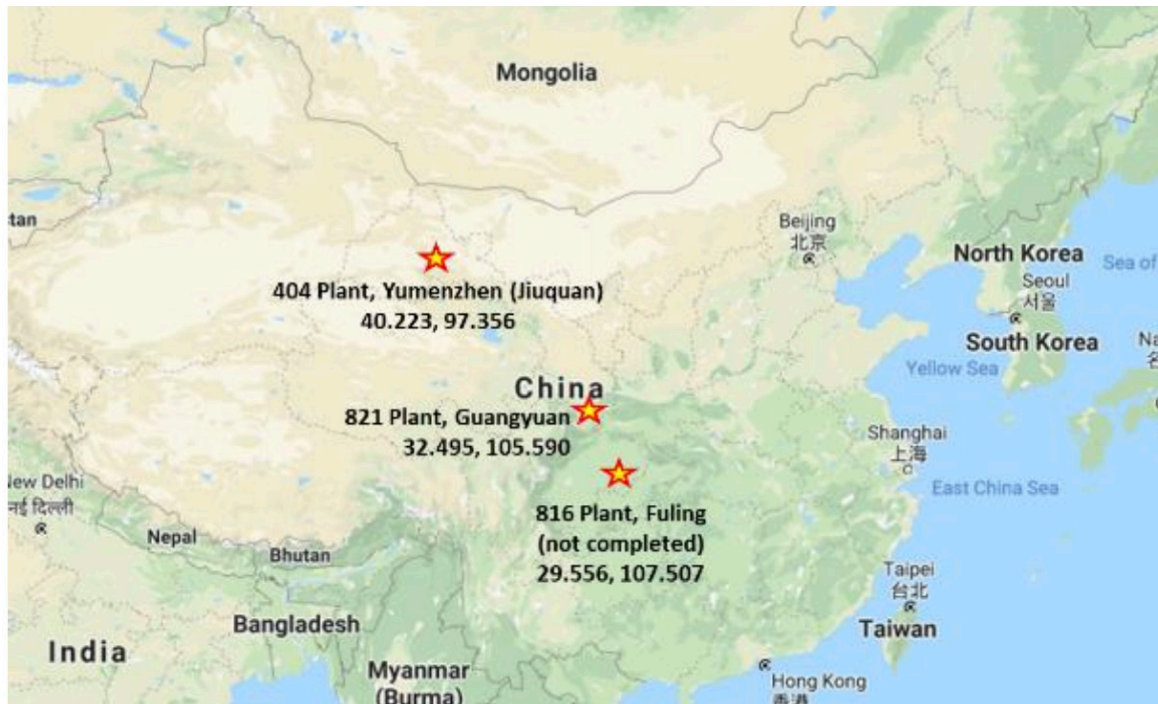 Mongolia
tan
Beijing
北京
North Korea
Sea of
Seoul
서울
404 Plant, Yumenzhen (Jiuquan)
40.223, 97.356
South Korea
Na
名
Yellow Sea
China
821 Plant, Guangyuan
32.495, 105.590
Shanghai
上海
New Delhi
नई दिल्ली
East China Sea
816 Plant, Fuling
(not completed)
29.556, 107.507
Nepal
Bhutan
Taipei
台北
Bangladesh
Taiwan
India
Myanmar
(Burma)
Hong Kong
香港